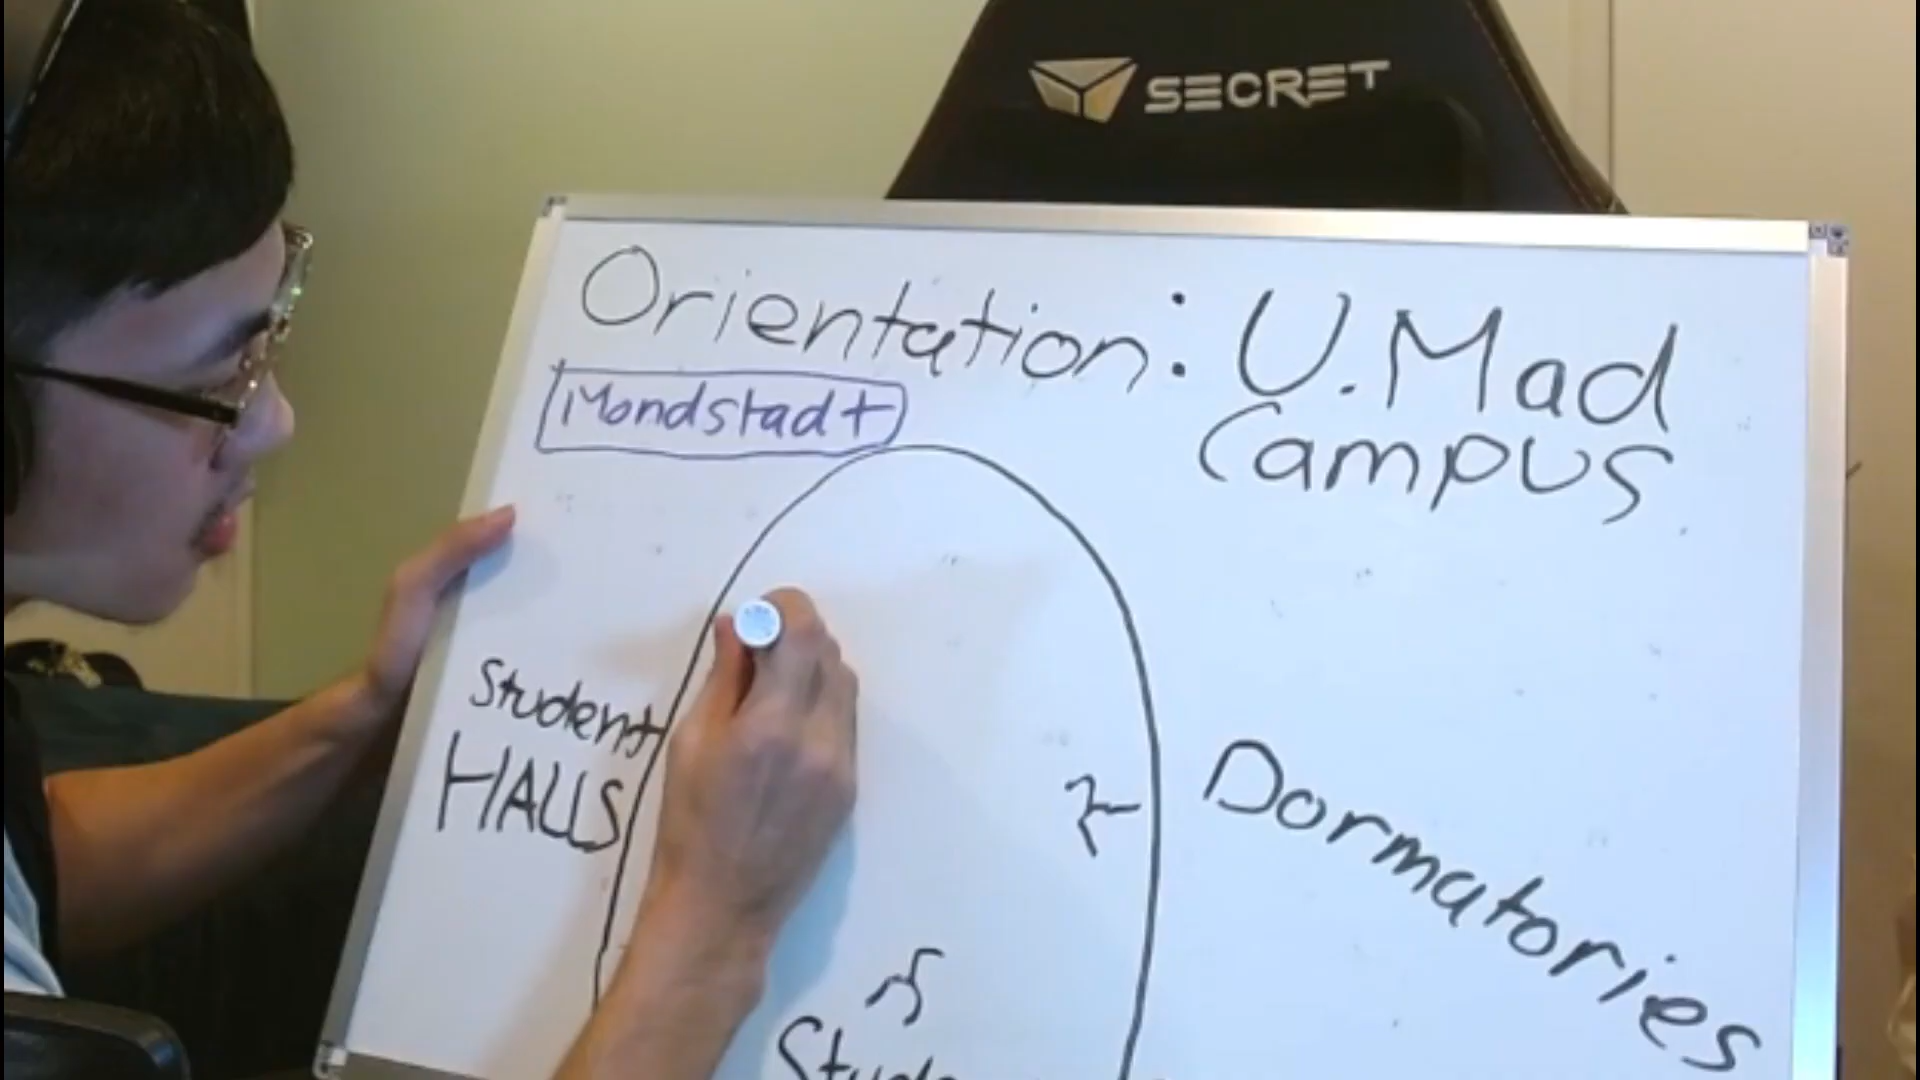 SECRET
Orientation: U.Mad
Campus
Mondstadt
Student
HALLS
Dormatories